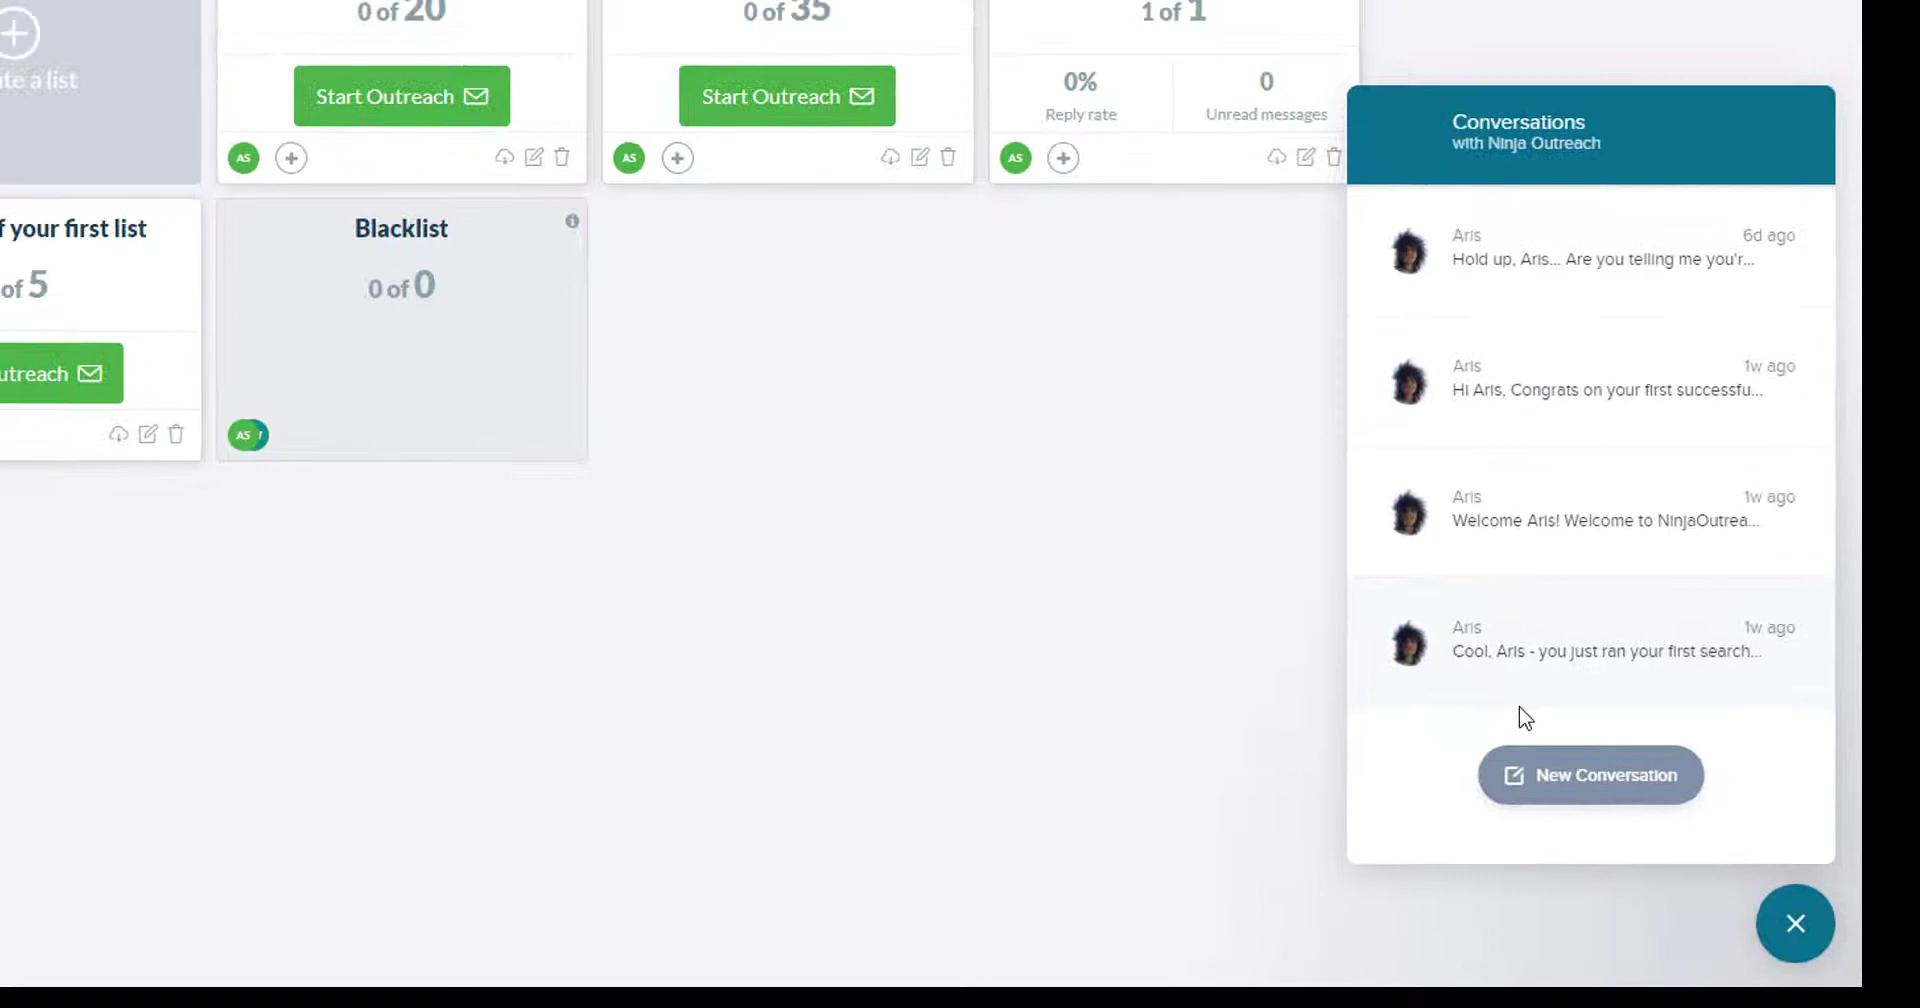 te a list
0 of 20
Start Outreach
AS
0 of 35
Start Outreach
AS
1 of 1
0%
Reply rate
0
Unread messages
AS
f your first list
of 5
utreach
Blacklist
0 of 0
AS
Conversations
with Ninja Outreach
Aris
6d ago
Hold up, Aris... Are you telling me you'r...
Aris
1w ago
Hi Aris, Congrats on your first successfu...
Aris
1w ago
Welcome Aris! Welcome to NinjaOutrea...
Aris
1w ago
Cool, Aris - you just ran your first search...
New Conversation